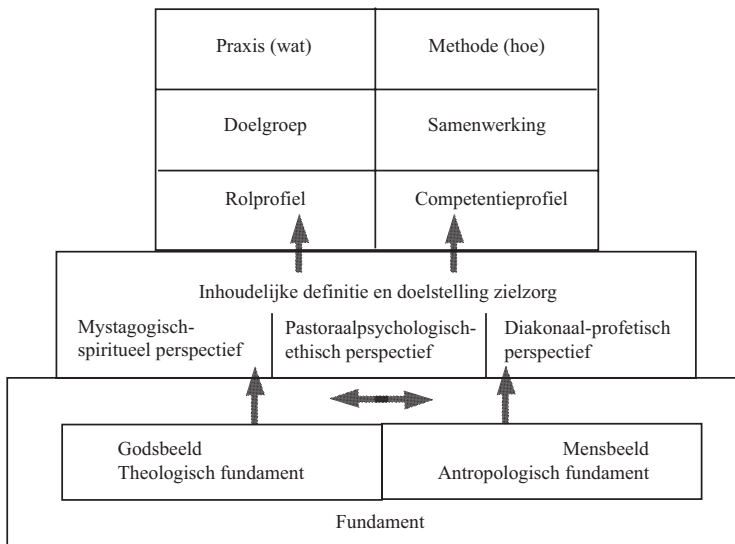 Praxis (wat)
Methode (hoe)
Doelgroep
Samenwerking
Rolprofiel
Competentieprofiel
Inhoudelijke definitie en doelstelling zielzorg
Mystagogisch-
spiritueel perspectief
Pastoraalpsychologisch-
ethisch perspectief
Diakonaal-profetisch
perspectief
Godsbeeld
Theologisch fundament
Mensbeeld
Antropologisch fundament
Fundament